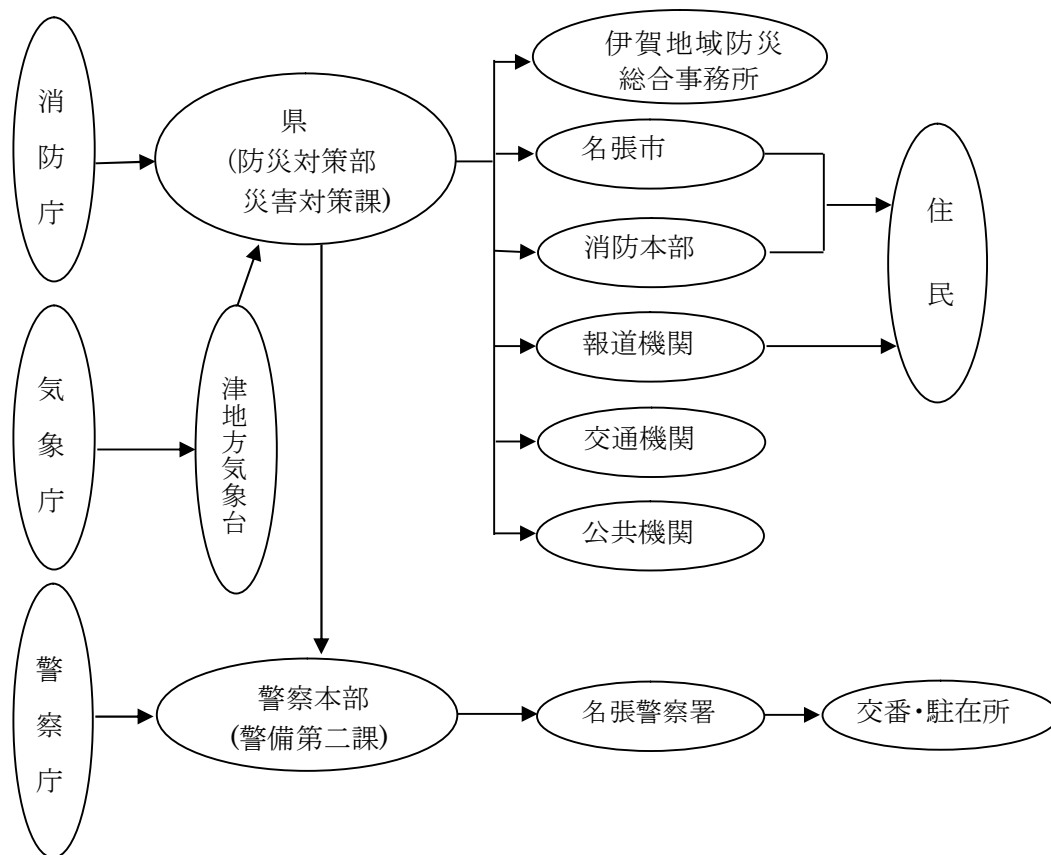 消防庁
県
(防災対策部
災害対策課)
伊賀地域防災
総合事務所
名張市
消防本部
報道機関
交通機関
公共機関
住民
気象庁
津地方気象台
警察庁
警察本部
(警備第二課)
名張警察署
交番・駐在所